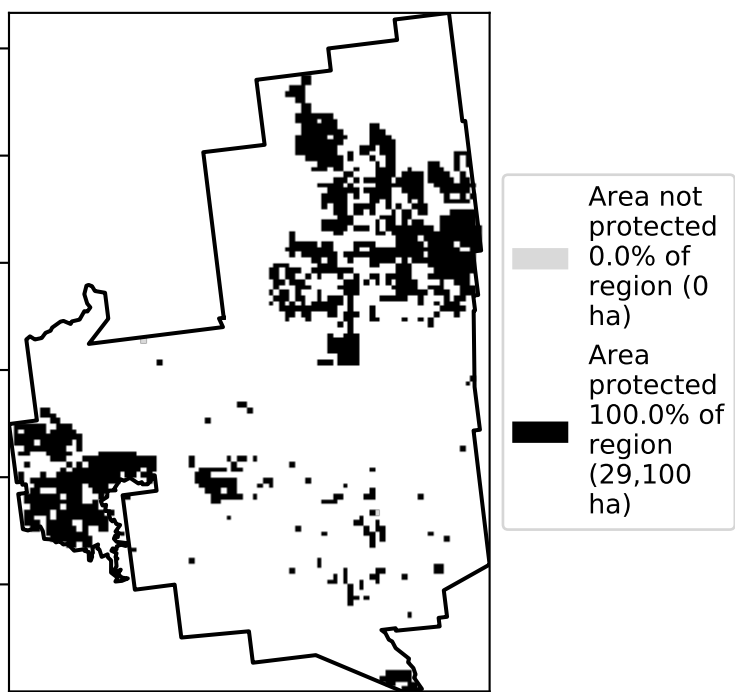 Area not
protected
0.0% of
region (0
ha)
Area
protected
100.0% of
region
(29,100
ha)